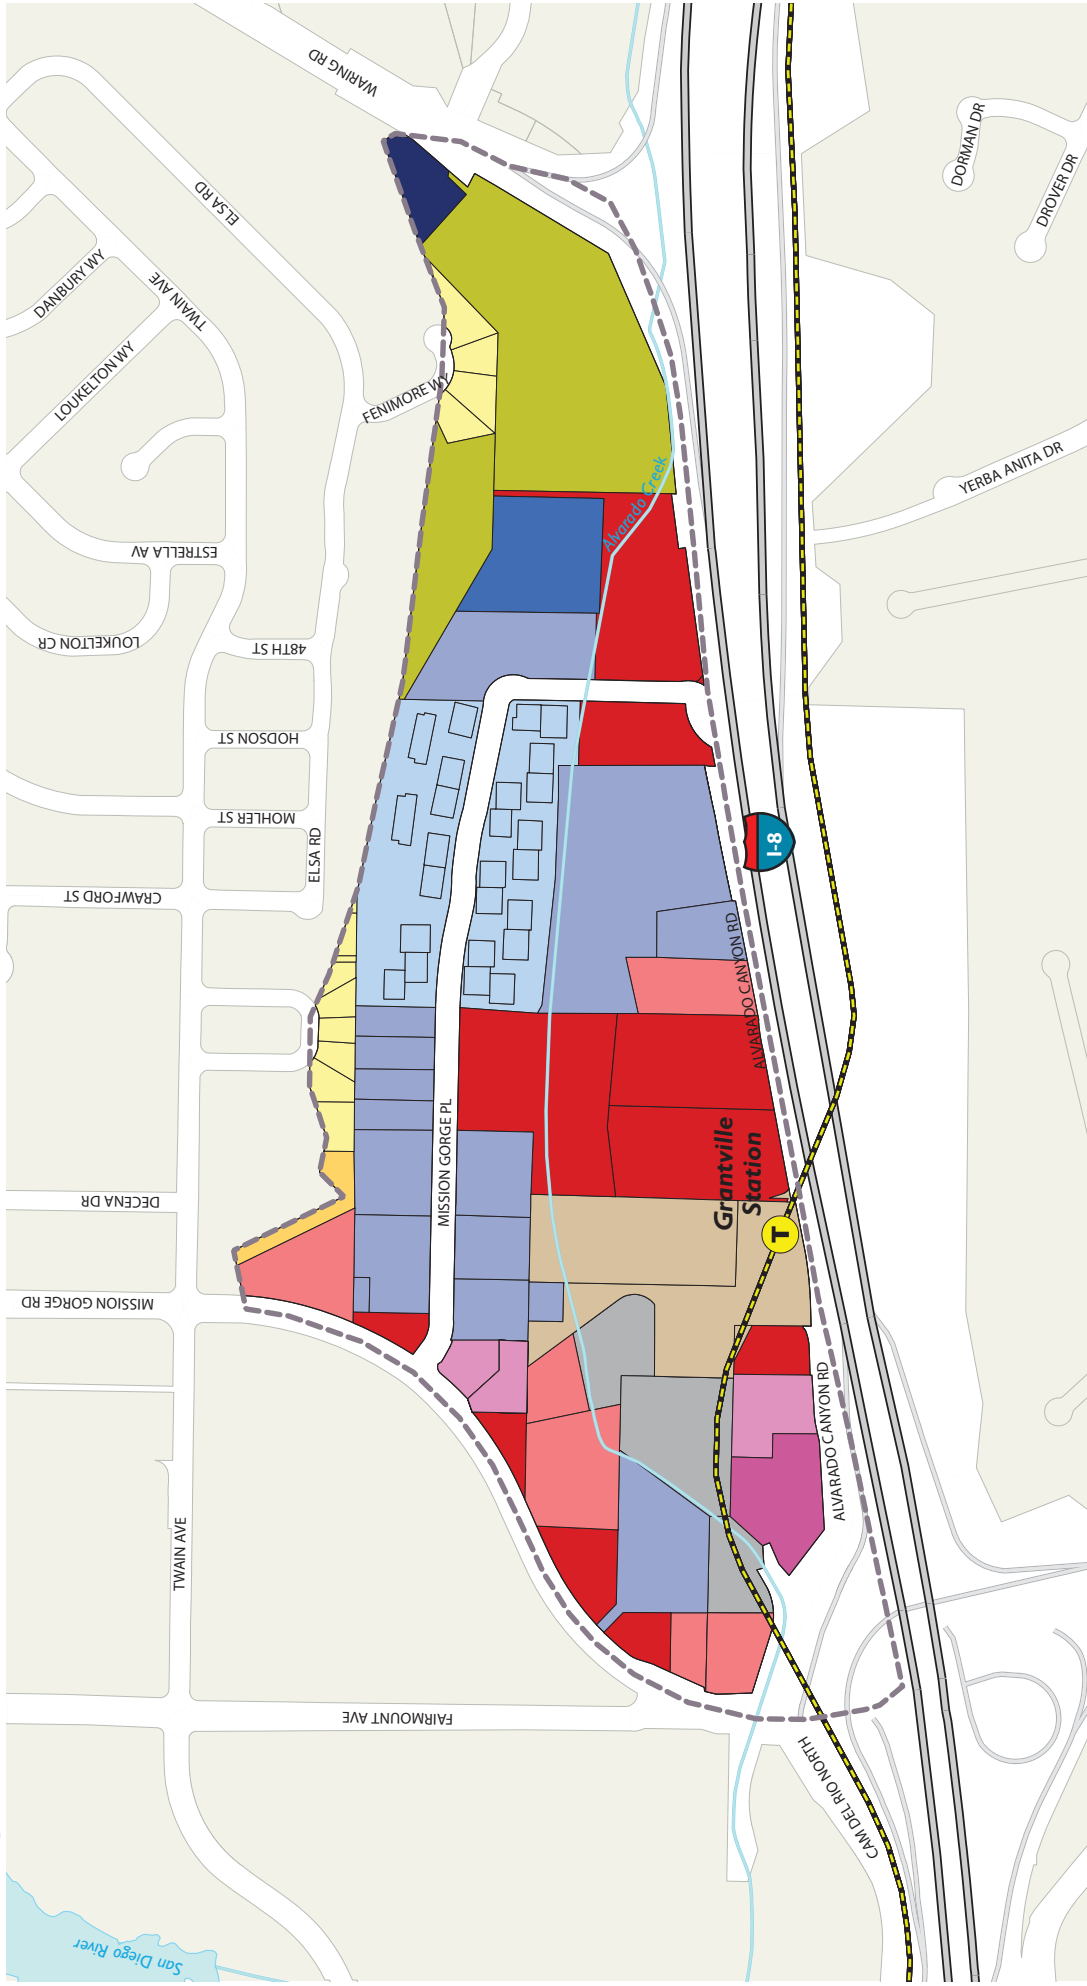 WARING RD
DORMAN DR
DROVER DR
ELSA RD
DANBURY WY
TWAIN AVE
LOUKELTON WY
FENIMORE WY
YERBA ANITA DR
Alvarado Creek
ESTRELLA AV
LOUKELTON CR
48TH ST
HODSON ST
MOHLER ST
ELSA RD
CRAWFORD ST
I-8
ALVARADO CANYON RD
MISSION GORGE PL
Grantville
Station
T
DECENA DR
MISSION GORGE RD
ALVARADO CANYON RD
TWAIN AVE
FAIRMOUNT AVE
CAM DEL RIO NORTH
San Diego River